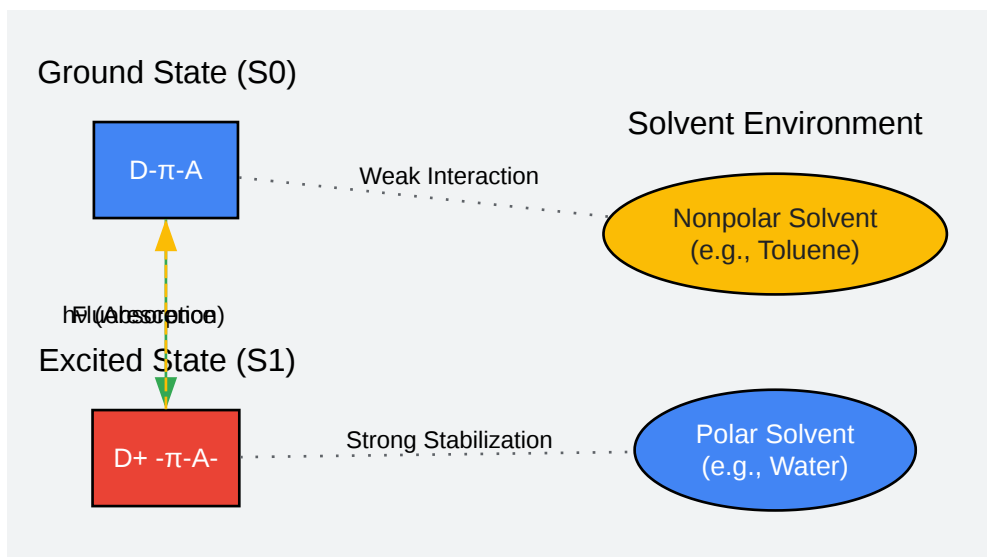 Ground State (S0)
Solvent Environment
D-π-A
Weak Interaction
Nonpolar Solvent
(e.g., Toluene)
Excited State (S1)
D+ -π-A-
Strong Stabilization
Polar Solvent
(e.g., Water)